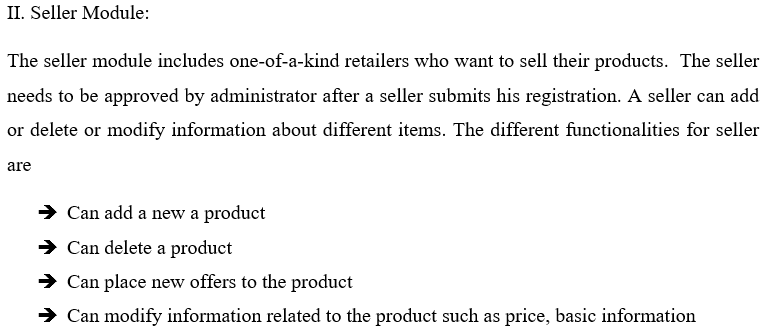 II. Seller Module:
The seller module includes one-of-a-kind retailers who want to sell their products.  The seller
needs to be approved by administrator after a seller submits his registration. A seller can add
or delete or modify information about different items. The different functionalities for seller
are
➔ Can add a new a product
➔ Can delete a product
➔ Can place new offers to the product
➔ Can modify information related to the product such as price, basic information